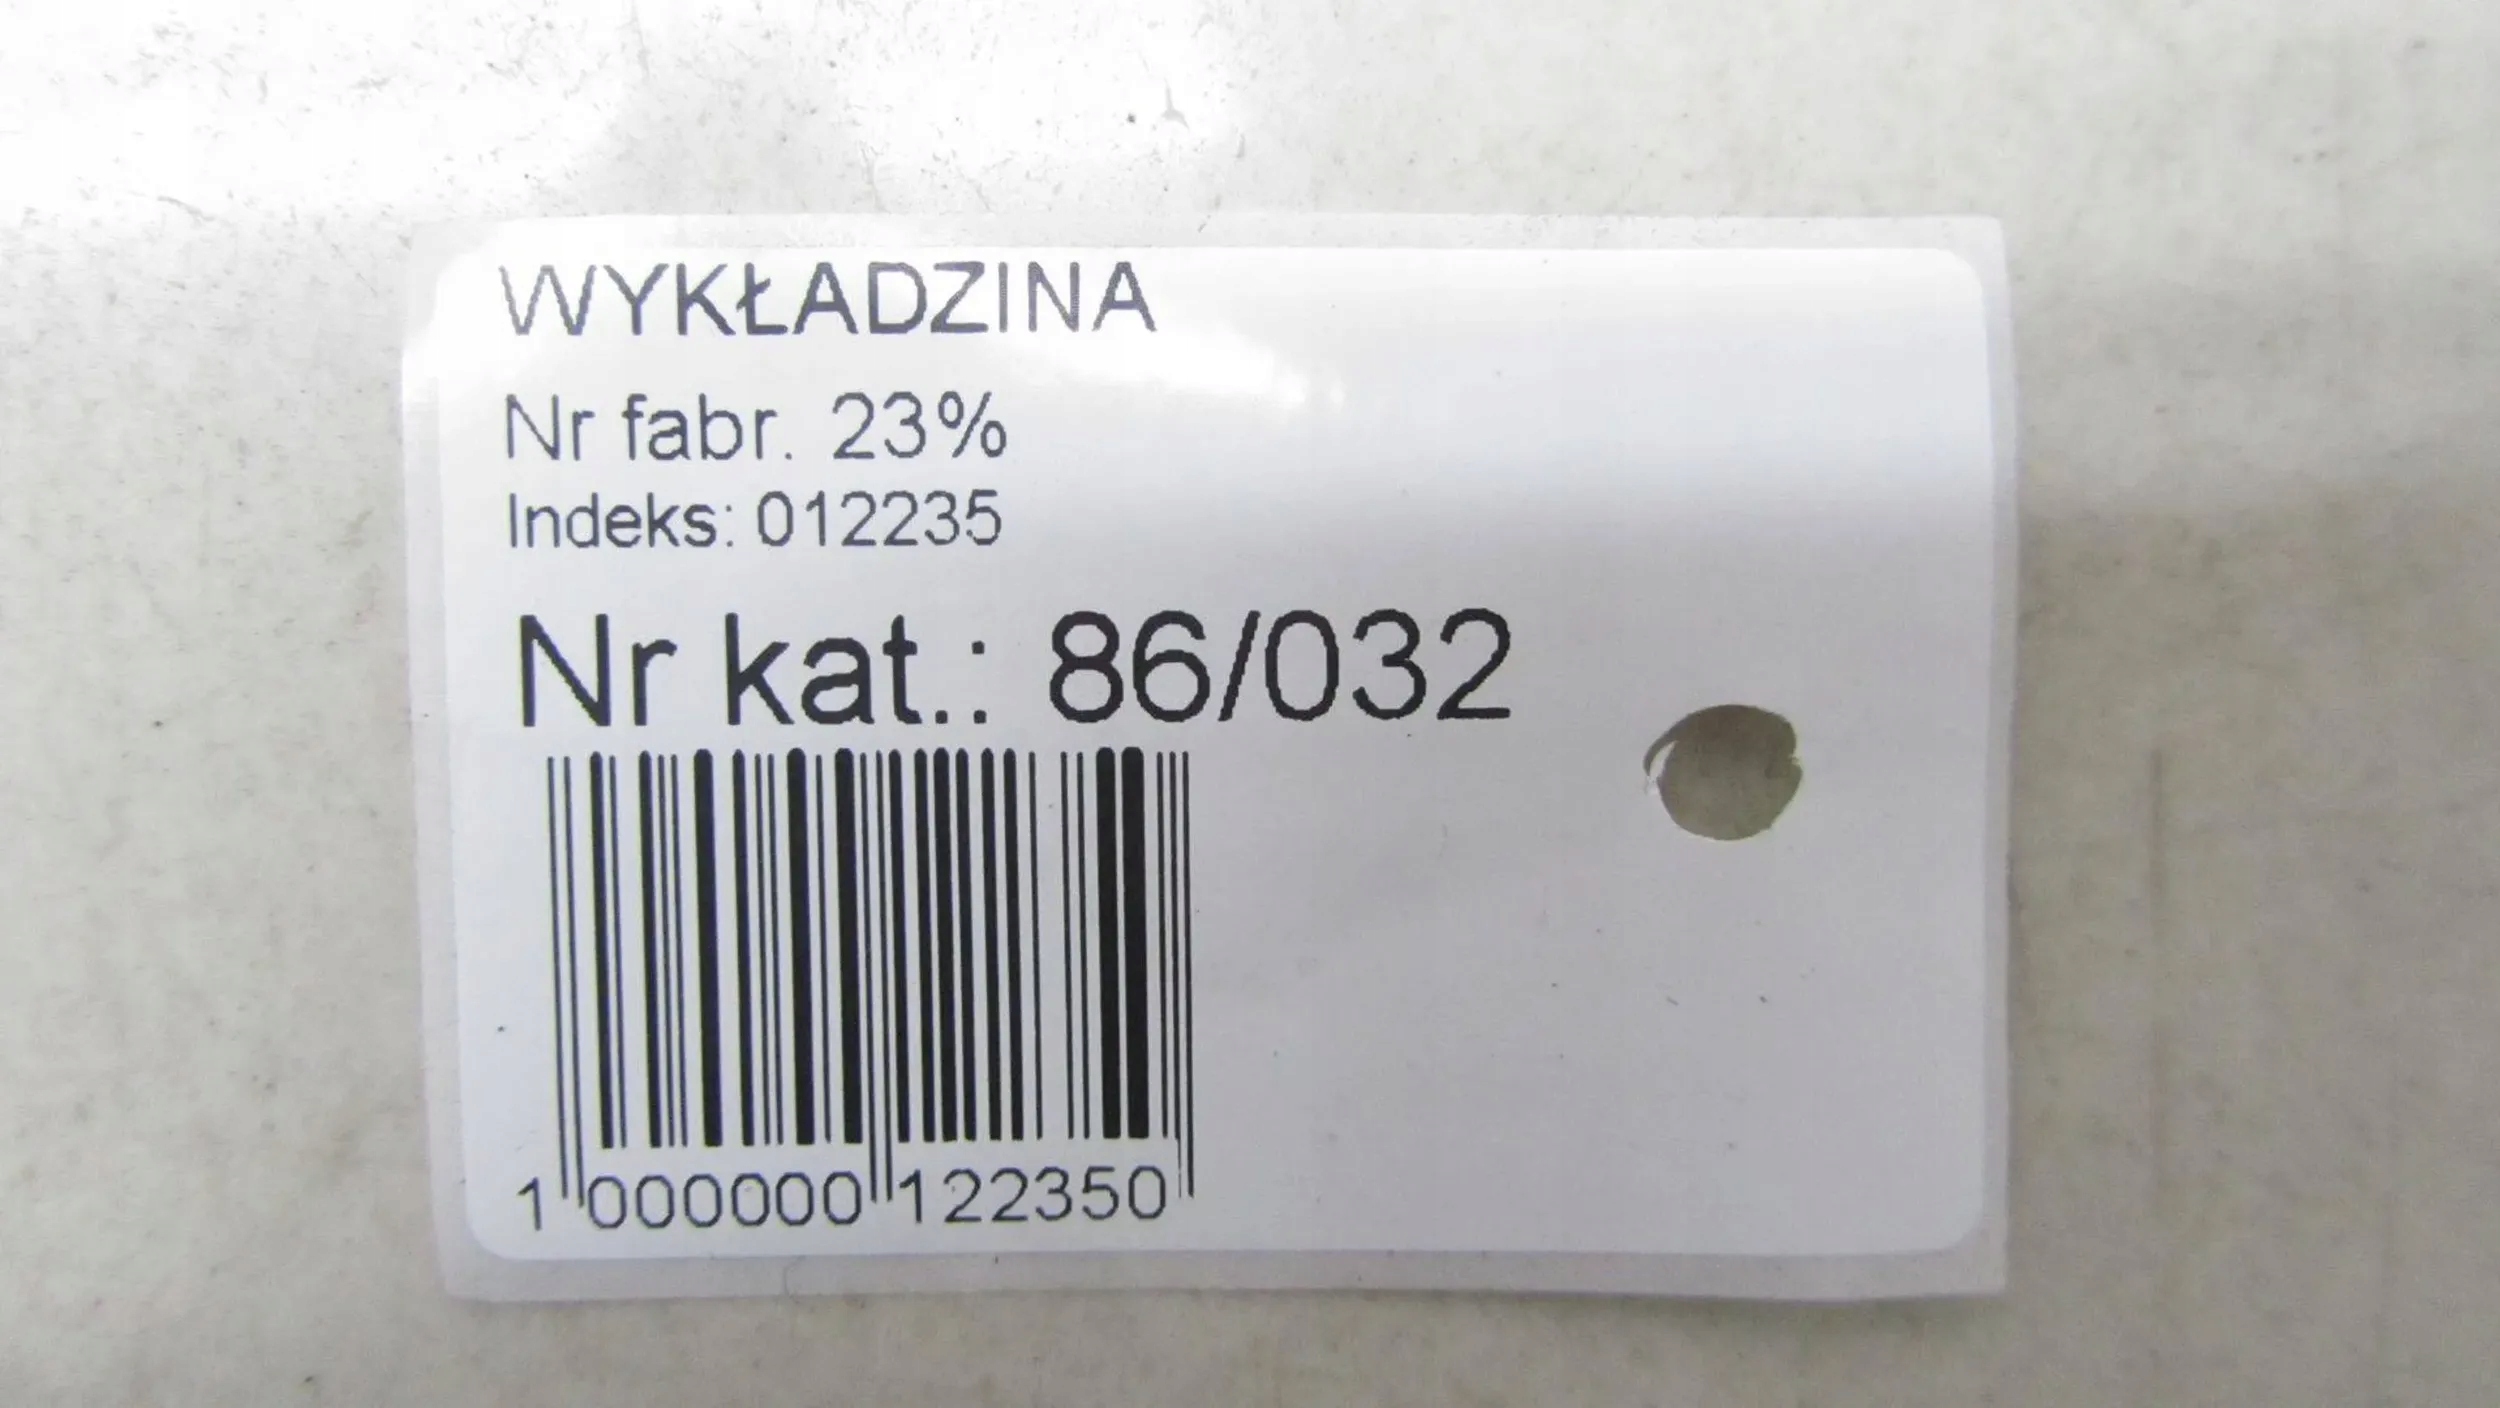 WYKŁADZINA
Nr fabr. 23%
Indeks: 012235
Nr kat.: 86/032
1 000000 122350